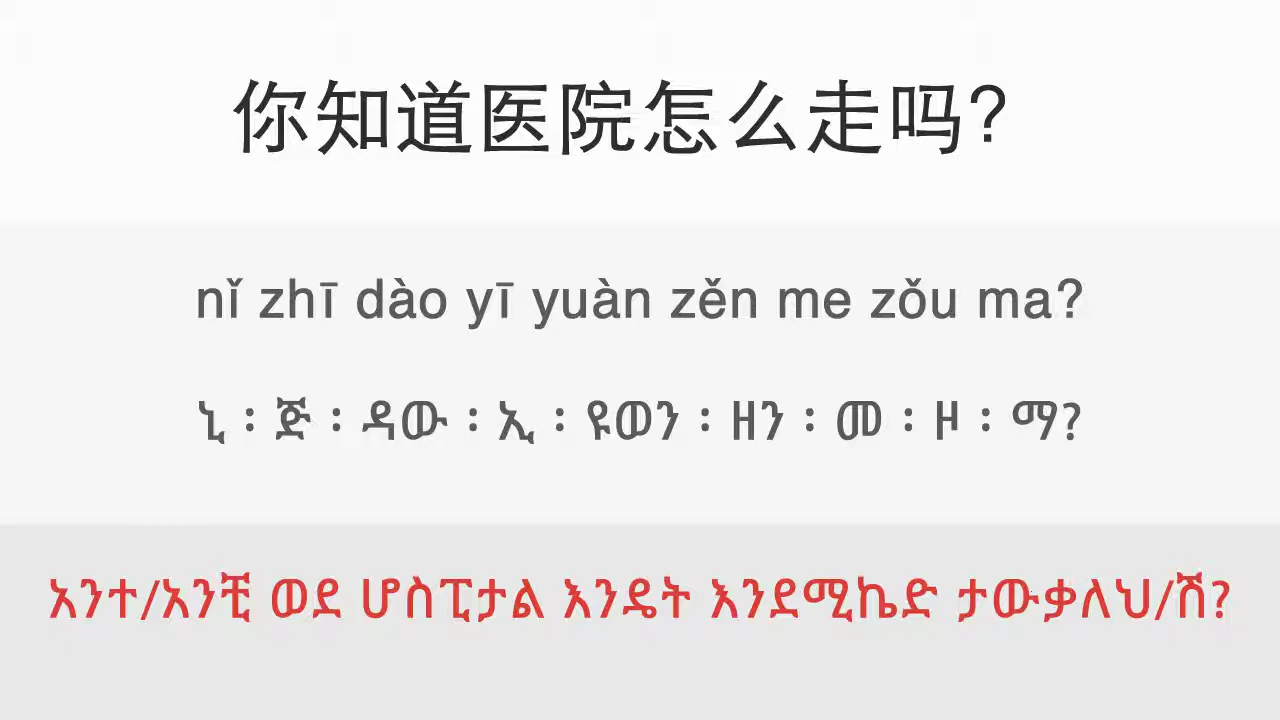 你知道医院怎么走吗?
nǐ zhī dào yī yuàn zěn me zǒu ma?
ኒ ፡ ጅ ፡ ዳው ፡ ኢ ፡ ዩወን ፡ ዘን ፡ መ ፡ ዞ ፡ ማ?
አንተ/አንቺ ወደ ሆስፒታል እንዴት እንደሚኬድ ታውቃለህ/ሽ?